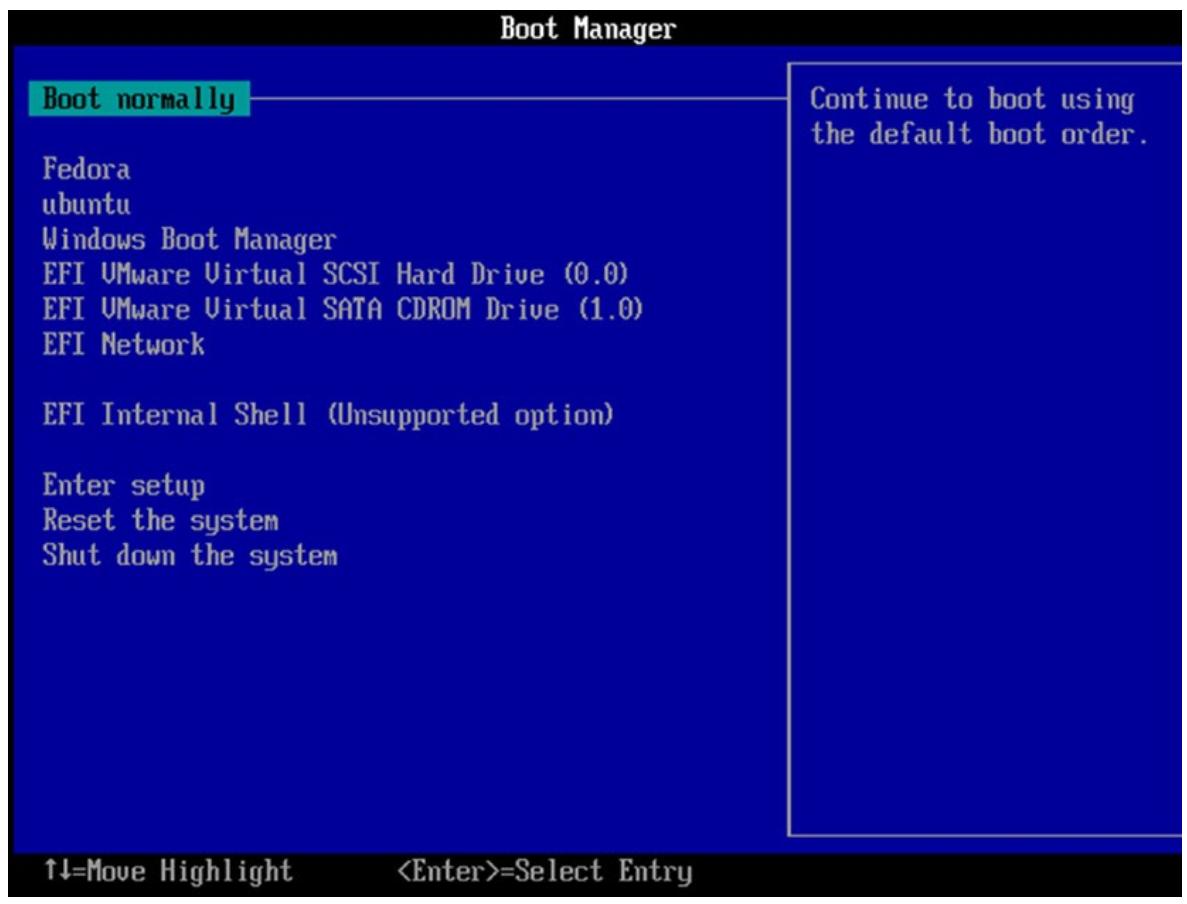 Boot Manager
Boot normally
Continue to boot using
the default boot order.
Fedora
ubuntu
Windows Boot Manager
EFI VMware Virtual SCSI Hard Drive (0.0)
EFI VMware Virtual SATA CDROM Drive (1.0)
EFI Network
EFI Internal Shell (Unsupported option)
Enter setup
Reset the system
Shut down the system
↑↓=Move Highlight <Enter>=Select Entry